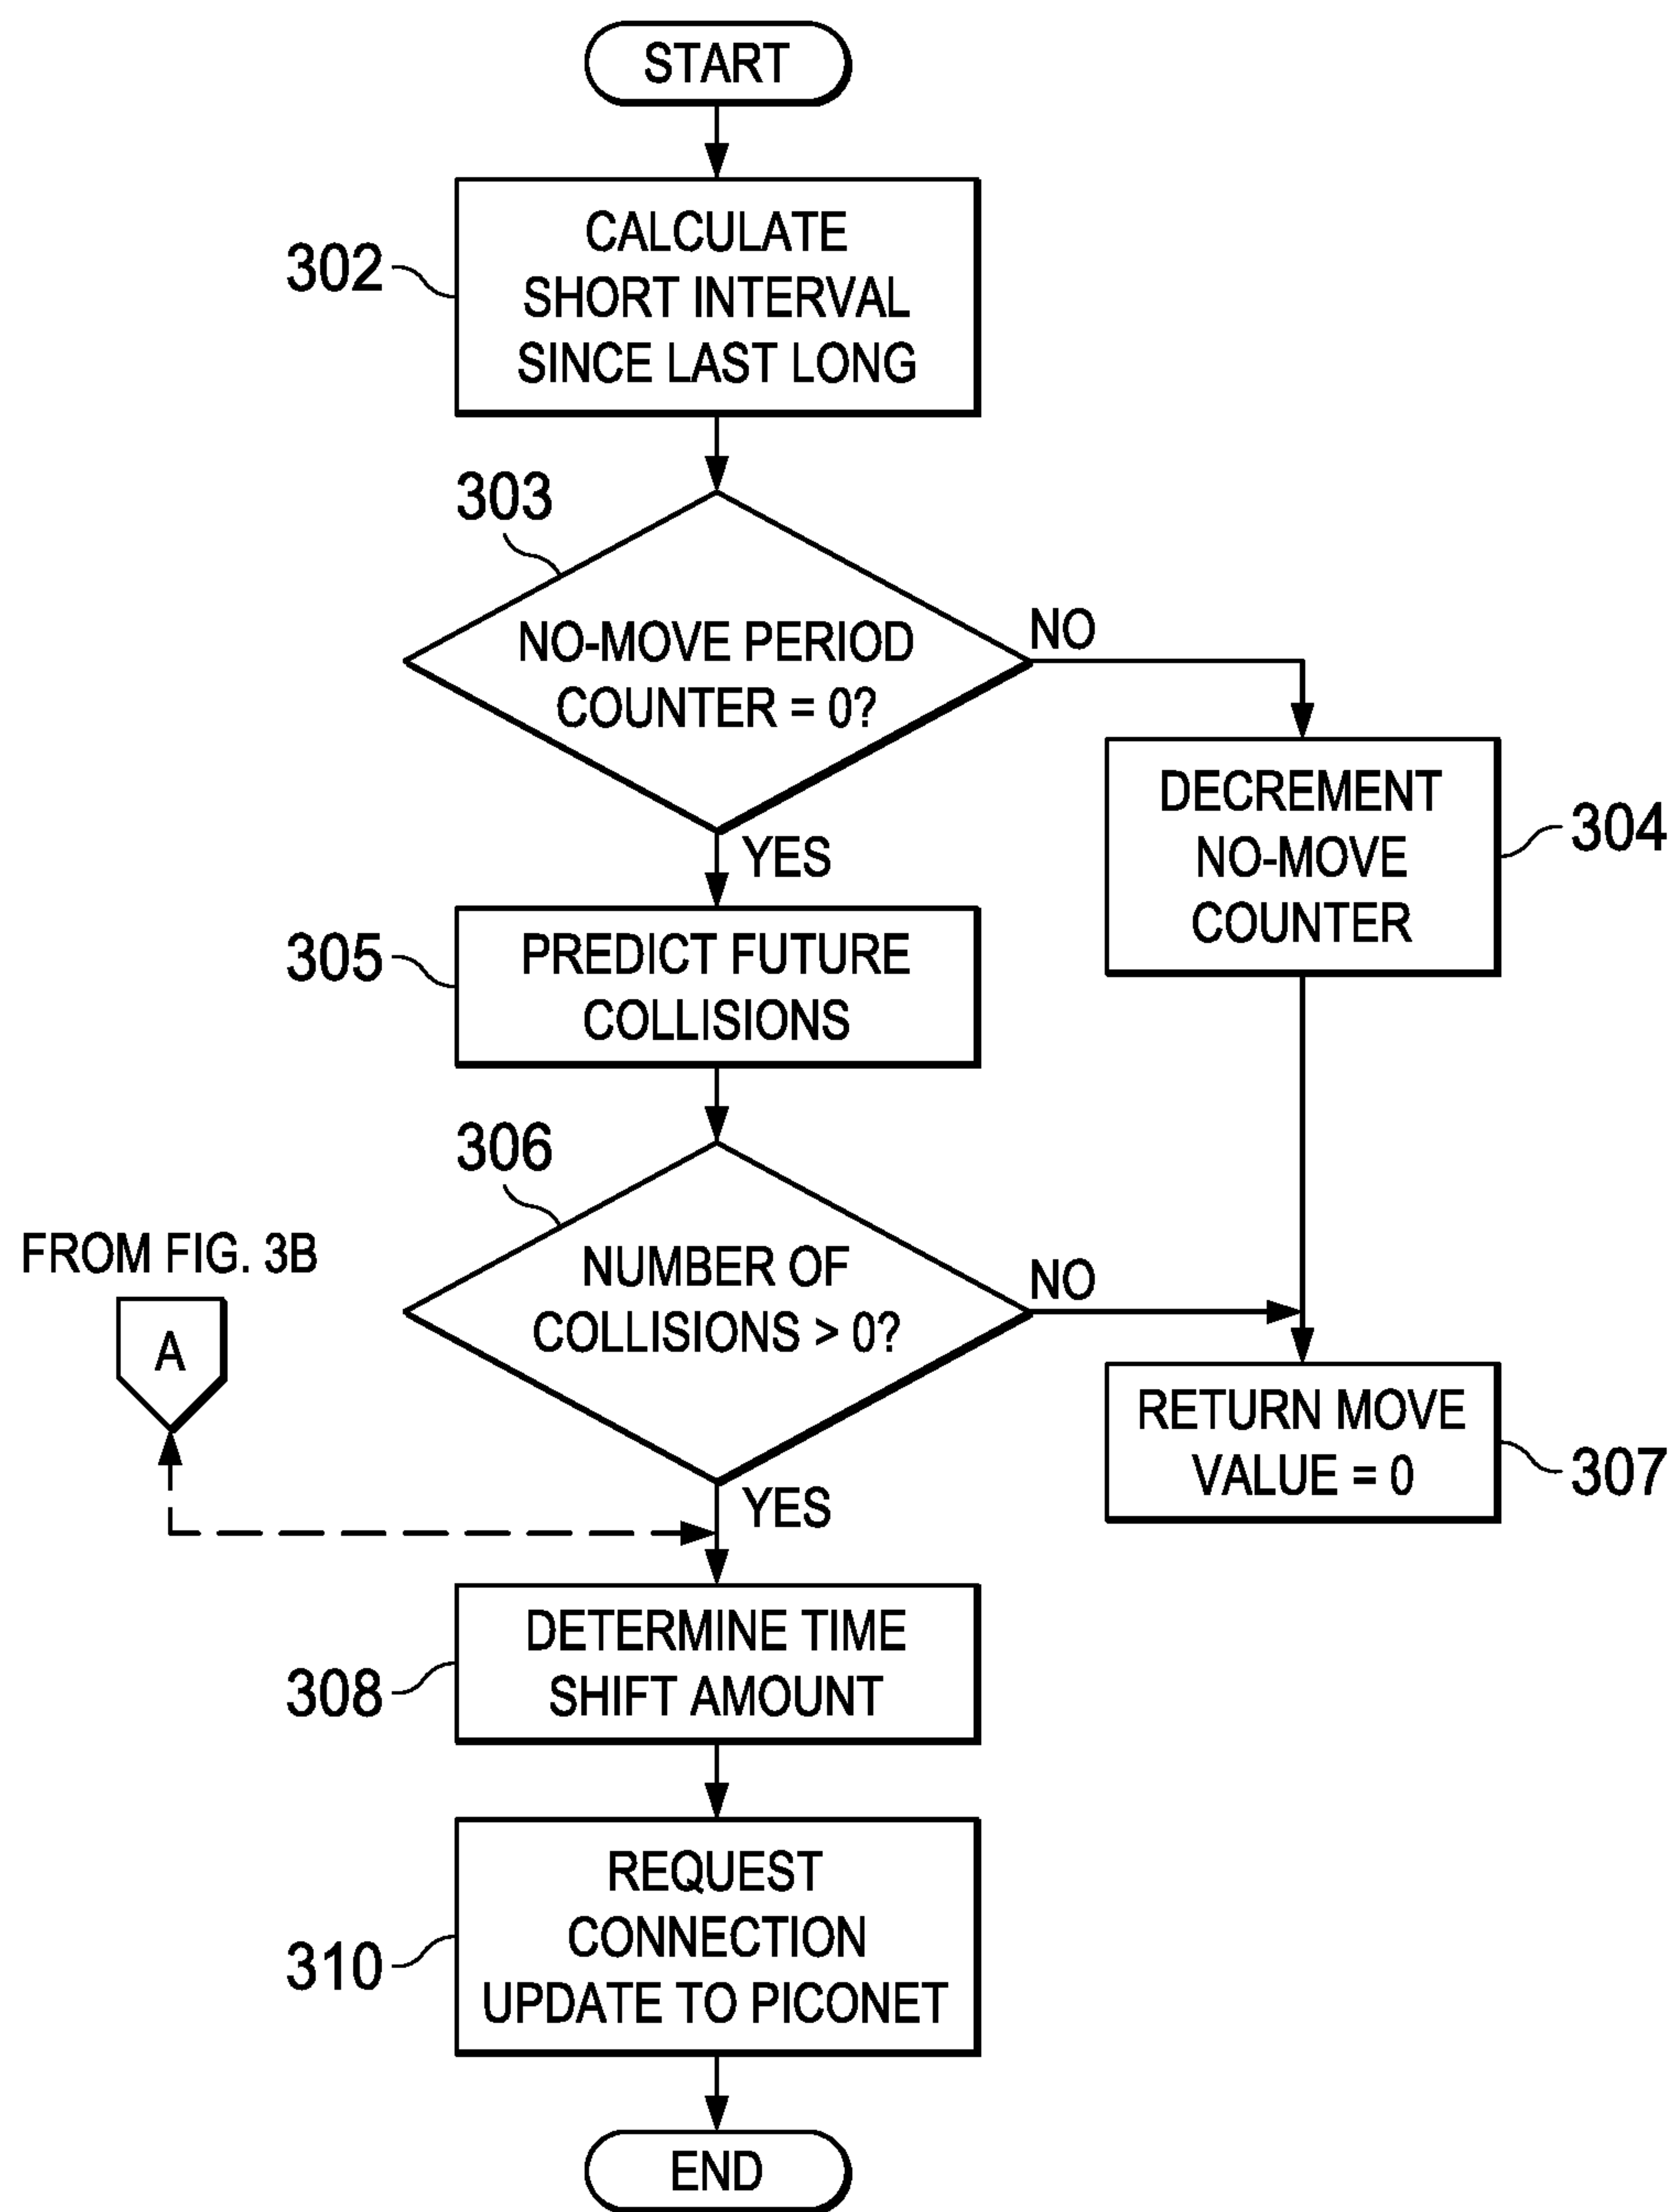 START
302
CALCULATE
SHORT INTERVAL
SINCE LAST LONG
303
NO-MOVE PERIOD
COUNTER = 0?
NO
YES
304
DECREMENT
NO-MOVE
COUNTER
305
PREDICT FUTURE
COLLISIONS
306
NUMBER OF
COLLISIONS > 0?
NO
YES
FROM FIG. 3B
A
RETURN MOVE
VALUE = 0
307
308
DETERMINE TIME
SHIFT AMOUNT
310
REQUEST
CONNECTION
UPDATE TO PICONET
END